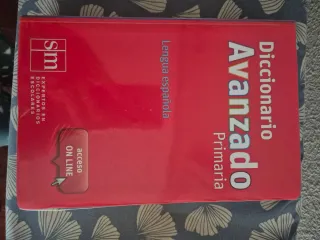 Diccionario
Avanzado
Primaria
Lengua española
sm
EXPERTOS EN
DICCIONARIOS
ESCOLARES
acceso
ON LINE